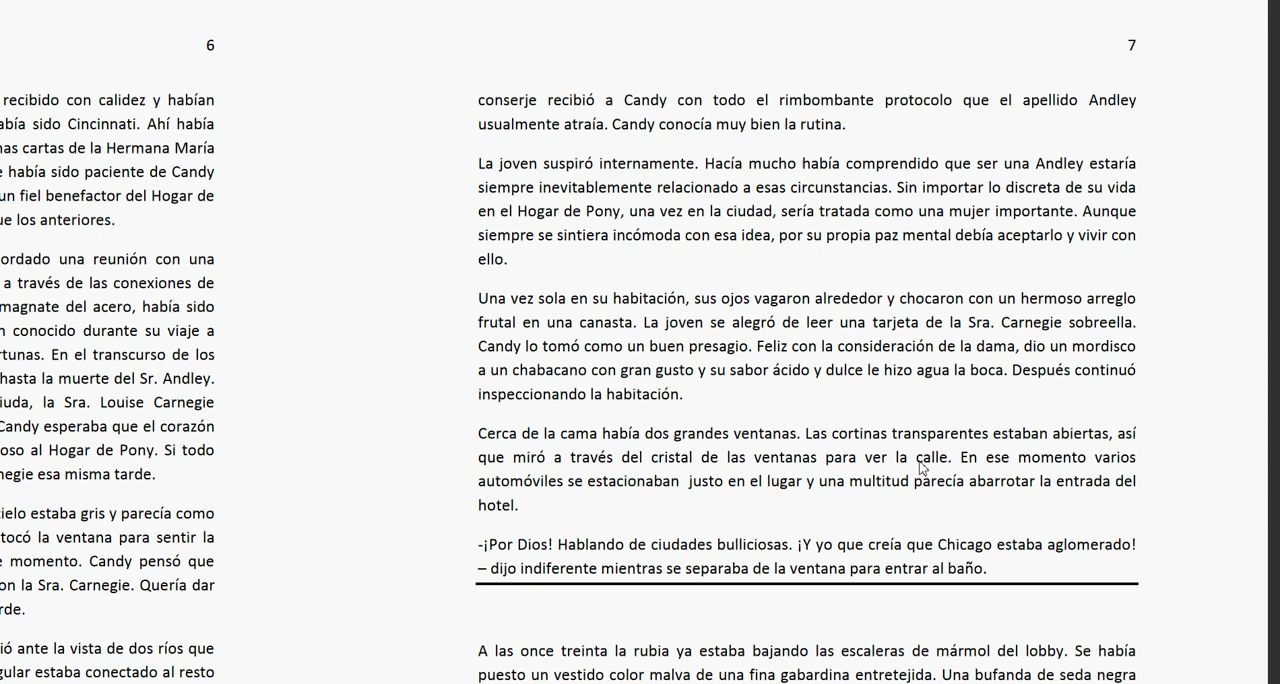 6
recibido con calidez y habían
sido Cincinnati. Ahí había
cartas de la Hermana María
había sido paciente de Candy
un fiel benefactor del Hogar de
los anteriores.
una reunión con una
a través de las conexiones de
magnate del acero, había sido
conocido durante su viaje a
En el transcurso de los
hasta la muerte del Sr. Andley.
la Sra. Louise Carnegie
Candy esperaba que el corazón
al Hogar de Pony. Si todo
esa misma tarde.
cielo estaba gris y parecía como
tocó la ventana para sentir la
momento. Candy pensó que
la Sra. Carnegie. Quería dar
ante la vista de dos ríos que
estaba conectado al resto
7
conserje recibió a Candy con todo el rimbombante protocolo que el apellido Andley
usualmente atraía. Candy conocía muy bien la rutina.
La joven suspiró internamente. Hacía mucho había comprendido que ser una Andley estaría
siempre inevitablemente relacionado a esas circunstancias. Sin importar lo discreta de su vida
en el Hogar de Pony, una vez en la ciudad, sería tratada como una mujer importante. Aunque
siempre se sintiera incómoda con esa idea, por su propia paz mental debía aceptarlo y vivir con
ello.
Una vez sola en su habitación, sus ojos vagaron alrededor y chocaron con un hermoso arreglo
frutal en una canasta. La joven se alegró de leer una tarjeta de la Sra. Carnegie sobreella.
Candy lo tomó como un buen presagio. Feliz con la consideración de la dama, dio un mordisco
a un chabacano con gran gusto y su sabor ácido y dulce le hizo agua la boca. Después continuó
inspeccionando la habitación.
Cerca de la cama había dos grandes ventanas. Las cortinas transparentes estaban abiertas, así
que miró a través del cristal de las ventanas para ver la calle. En ese momento varios
automóviles se estacionaban  justo en el lugar y una multitud parecía abarrotar la entrada del
hotel.
-¡Por Dios! Hablando de ciudades bulliciosas. ¡Y yo que creía que Chicago estaba aglomerado!
– dijo indiferente mientras se separaba de la ventana para entrar al baño.
A las once treinta la rubia ya estaba bajando las escaleras de mármol del lobby. Se había
puesto un vestido color malva de una fina gabardina entretejida. Una bufanda de seda negra